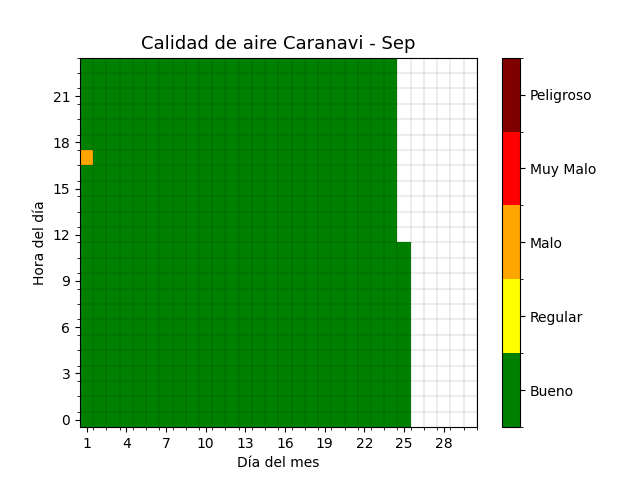 Calidad de aire Caranavi - Sep
Hora del día
21
18
15
12
9
6
3
0
1 4 7 10 13 16 19 22 25 28
Día del mes
Peligroso
Muy Malo
Malo
Regular
Bueno